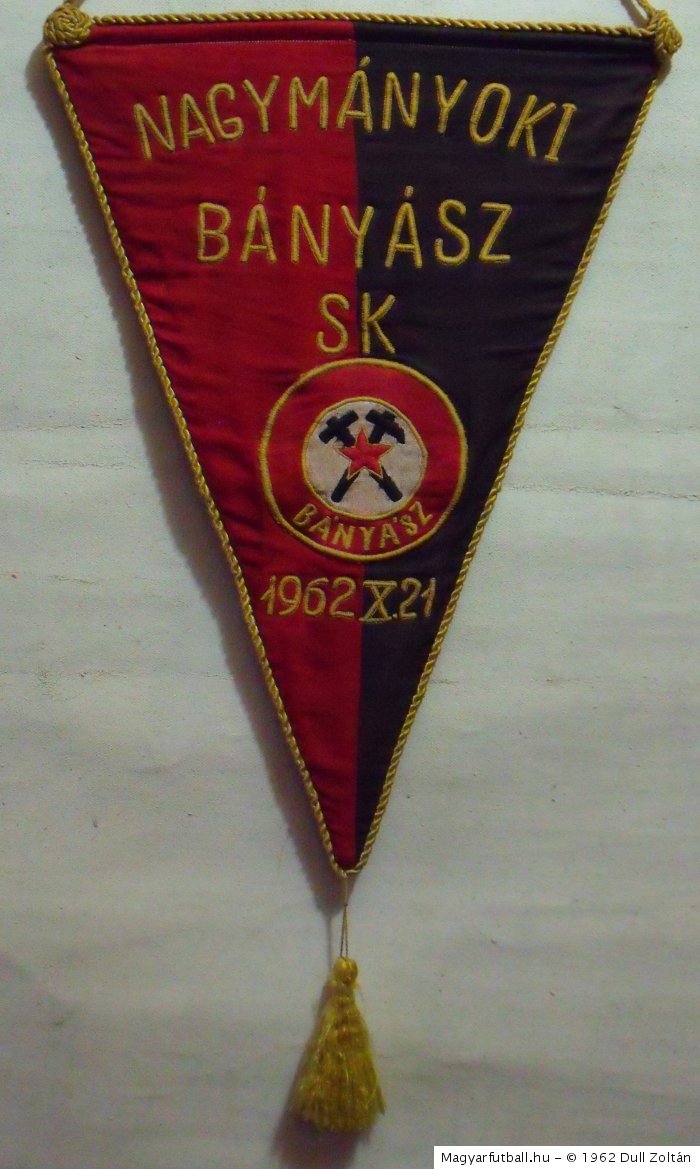 NAGYMÁNYOKI
BÁNYÁSZ
SK
BÁNYÁSZ
1962 X.21
Magyarfutball.hu – © 1962 Dull Zoltán